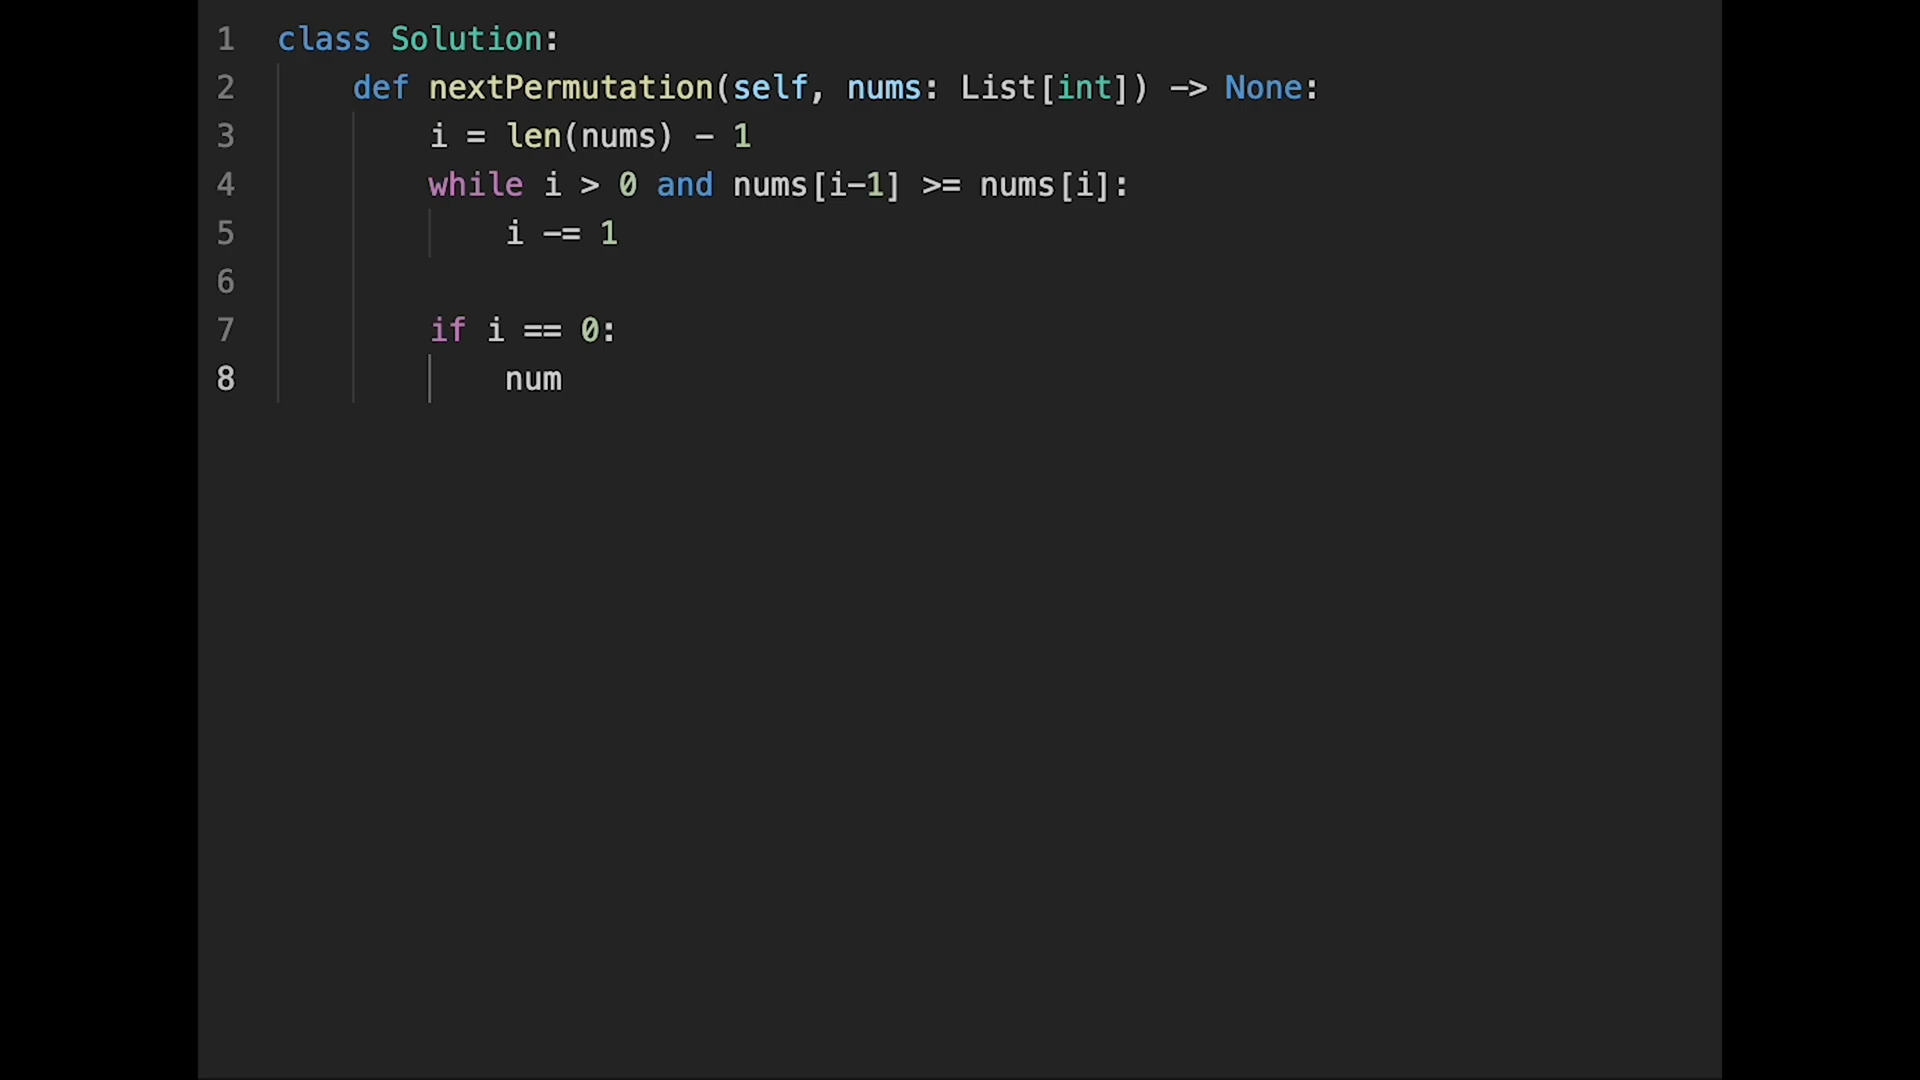 1 class Solution:
2 def nextPermutation(self, nums: List[int]) -> None:
3 i = len(nums) - 1
4 while i > 0 and nums[i-1] >= nums[i]:
5 i -= 1
6
7 if i == 0:
8 num